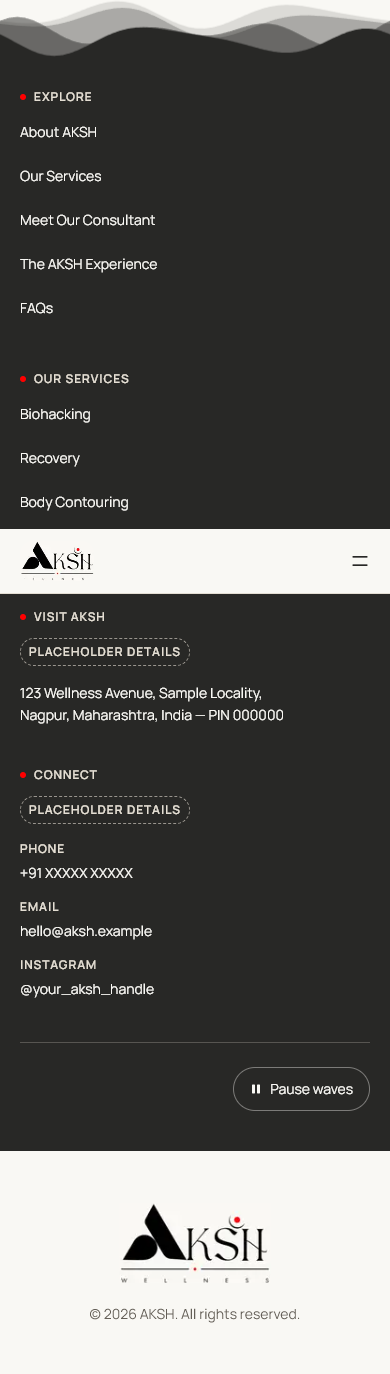 EXPLORE
About AKSH
Our Services
Meet Our Consultant
The AKSH Experience
FAQs
OUR SERVICES
Biohacking
Recovery
Body Contouring
AKSH
VISIT AKSH
PLACEHOLDER DETAILS
123 Wellness Avenue, Sample Locality,
Nagpur, Maharashtra, India — PIN 000000
CONNECT
PLACEHOLDER DETAILS
PHONE
+91 XXXXX XXXXX
EMAIL
hello@aksh.example
INSTAGRAM
@your_aksh_handle
Pause waves
AKSH
WELLNESS
© 2026 AKSH. All rights reserved.